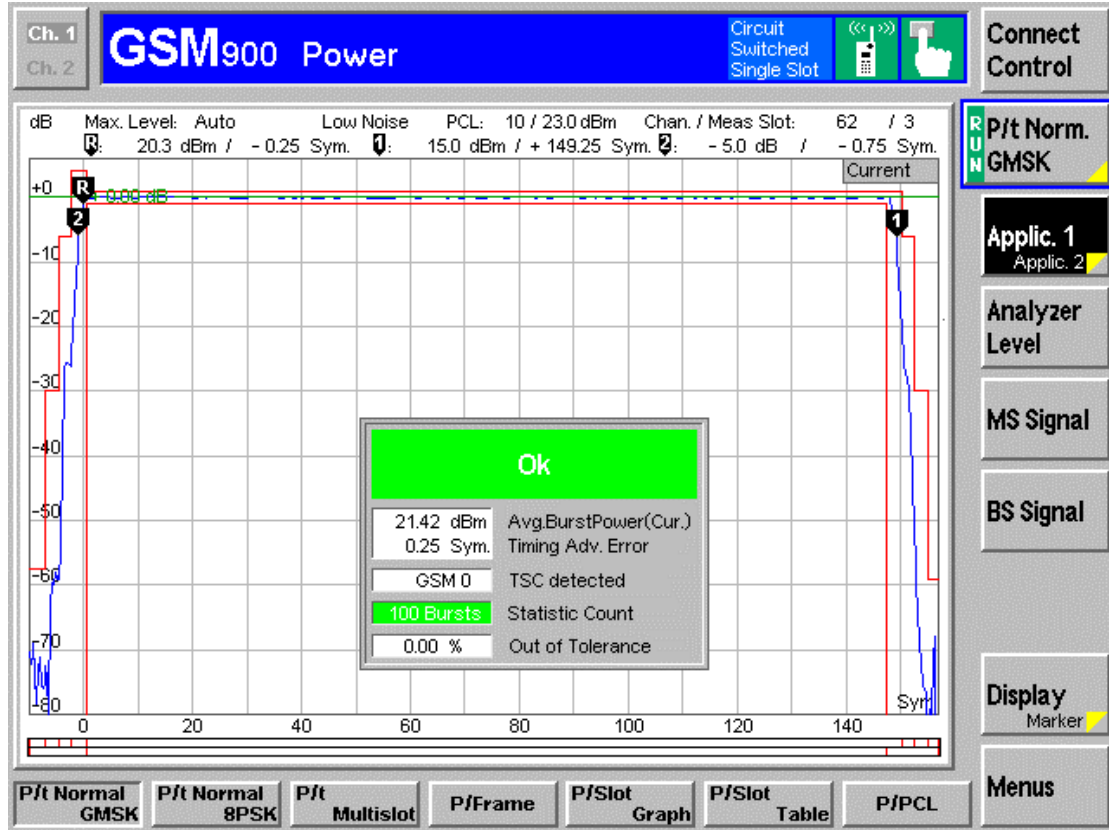 Ch. 1
Ch. 2
GSM900 Power
Circuit
Switched
Single Slot
Connect
Control
dB Max. Level: Auto Low Noise PCL: 10 / 23.0 dBm Chan. / Meas Slot: 62 / 3
R: 20.3 dBm / - 0.25 Sym. 1: 15.0 dBm / + 149.25 Sym. 2: - 5.0 dB / - 0.75 Sym.
Current
RUN
P/t Norm.
GMSK
+0
R
0.00 dB
2
1
-10
-20
-30
-40
-50
-60
-70
-80
Applic. 1
Applic. 2
Analyzer
Level
MS Signal
BS Signal
Ok
21.42 dBm Avg.BurstPower(Cur.)
0.25 Sym. Timing Adv. Error
GSM 0 TSC detected
100 Bursts Statistic Count
0.00 % Out of Tolerance
Sym
0 20 40 60 80 100 120 140
Display
Marker
Menus
P/t Normal
GMSK
P/t Normal
8PSK
P/t
Multislot
P/Frame
P/Slot
Graph
P/Slot
Table
P/PCL